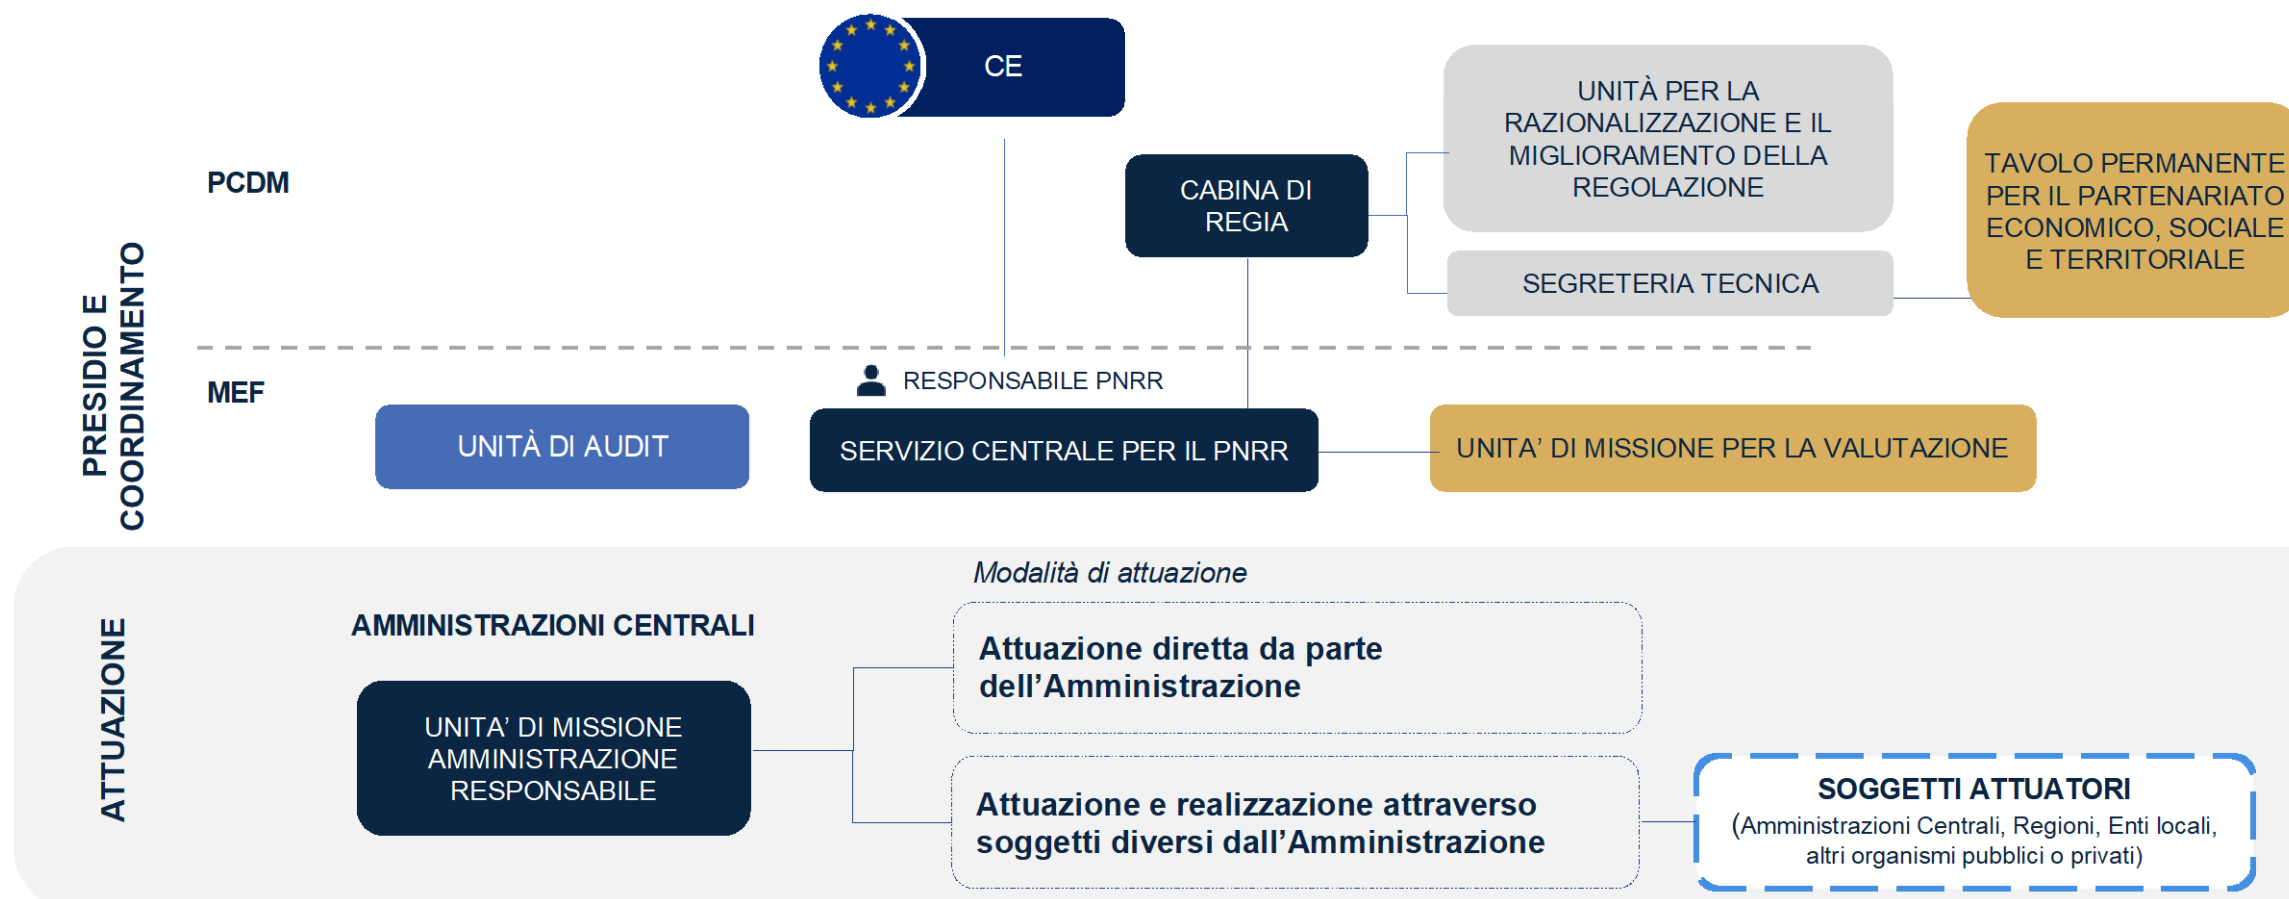 CE
UNITÀ PER LA
RAZIONALIZZAZIONE E IL
MIGLIORAMENTO DELLA
REGOLAZIONE
TAVOLO PERMANENTE
PER IL PARTENARIATO
ECONOMICO, SOCIALE
E TERRITORIALE
PCDM
CABINA DI
REGIA
SEGRETERIA TECNICA
PRESIDIO E
COORDINAMENTO
MEF
RESPONSABILE PNRR
UNITÀ DI AUDIT
SERVIZIO CENTRALE PER IL PNRR
UNITA’ DI MISSIONE PER LA VALUTAZIONE
ATTUAZIONE
Modalità di attuazione
AMMINISTRAZIONI CENTRALI
Attuazione diretta da parte
dell’Amministrazione
UNITA’ DI MISSIONE
AMMINISTRAZIONE
RESPONSABILE
Attuazione e realizzazione attraverso
soggetti diversi dall’Amministrazione
SOGGETTI ATTUATORI
(Amministrazioni Centrali, Regioni, Enti locali,
altri organismi pubblici o privati)